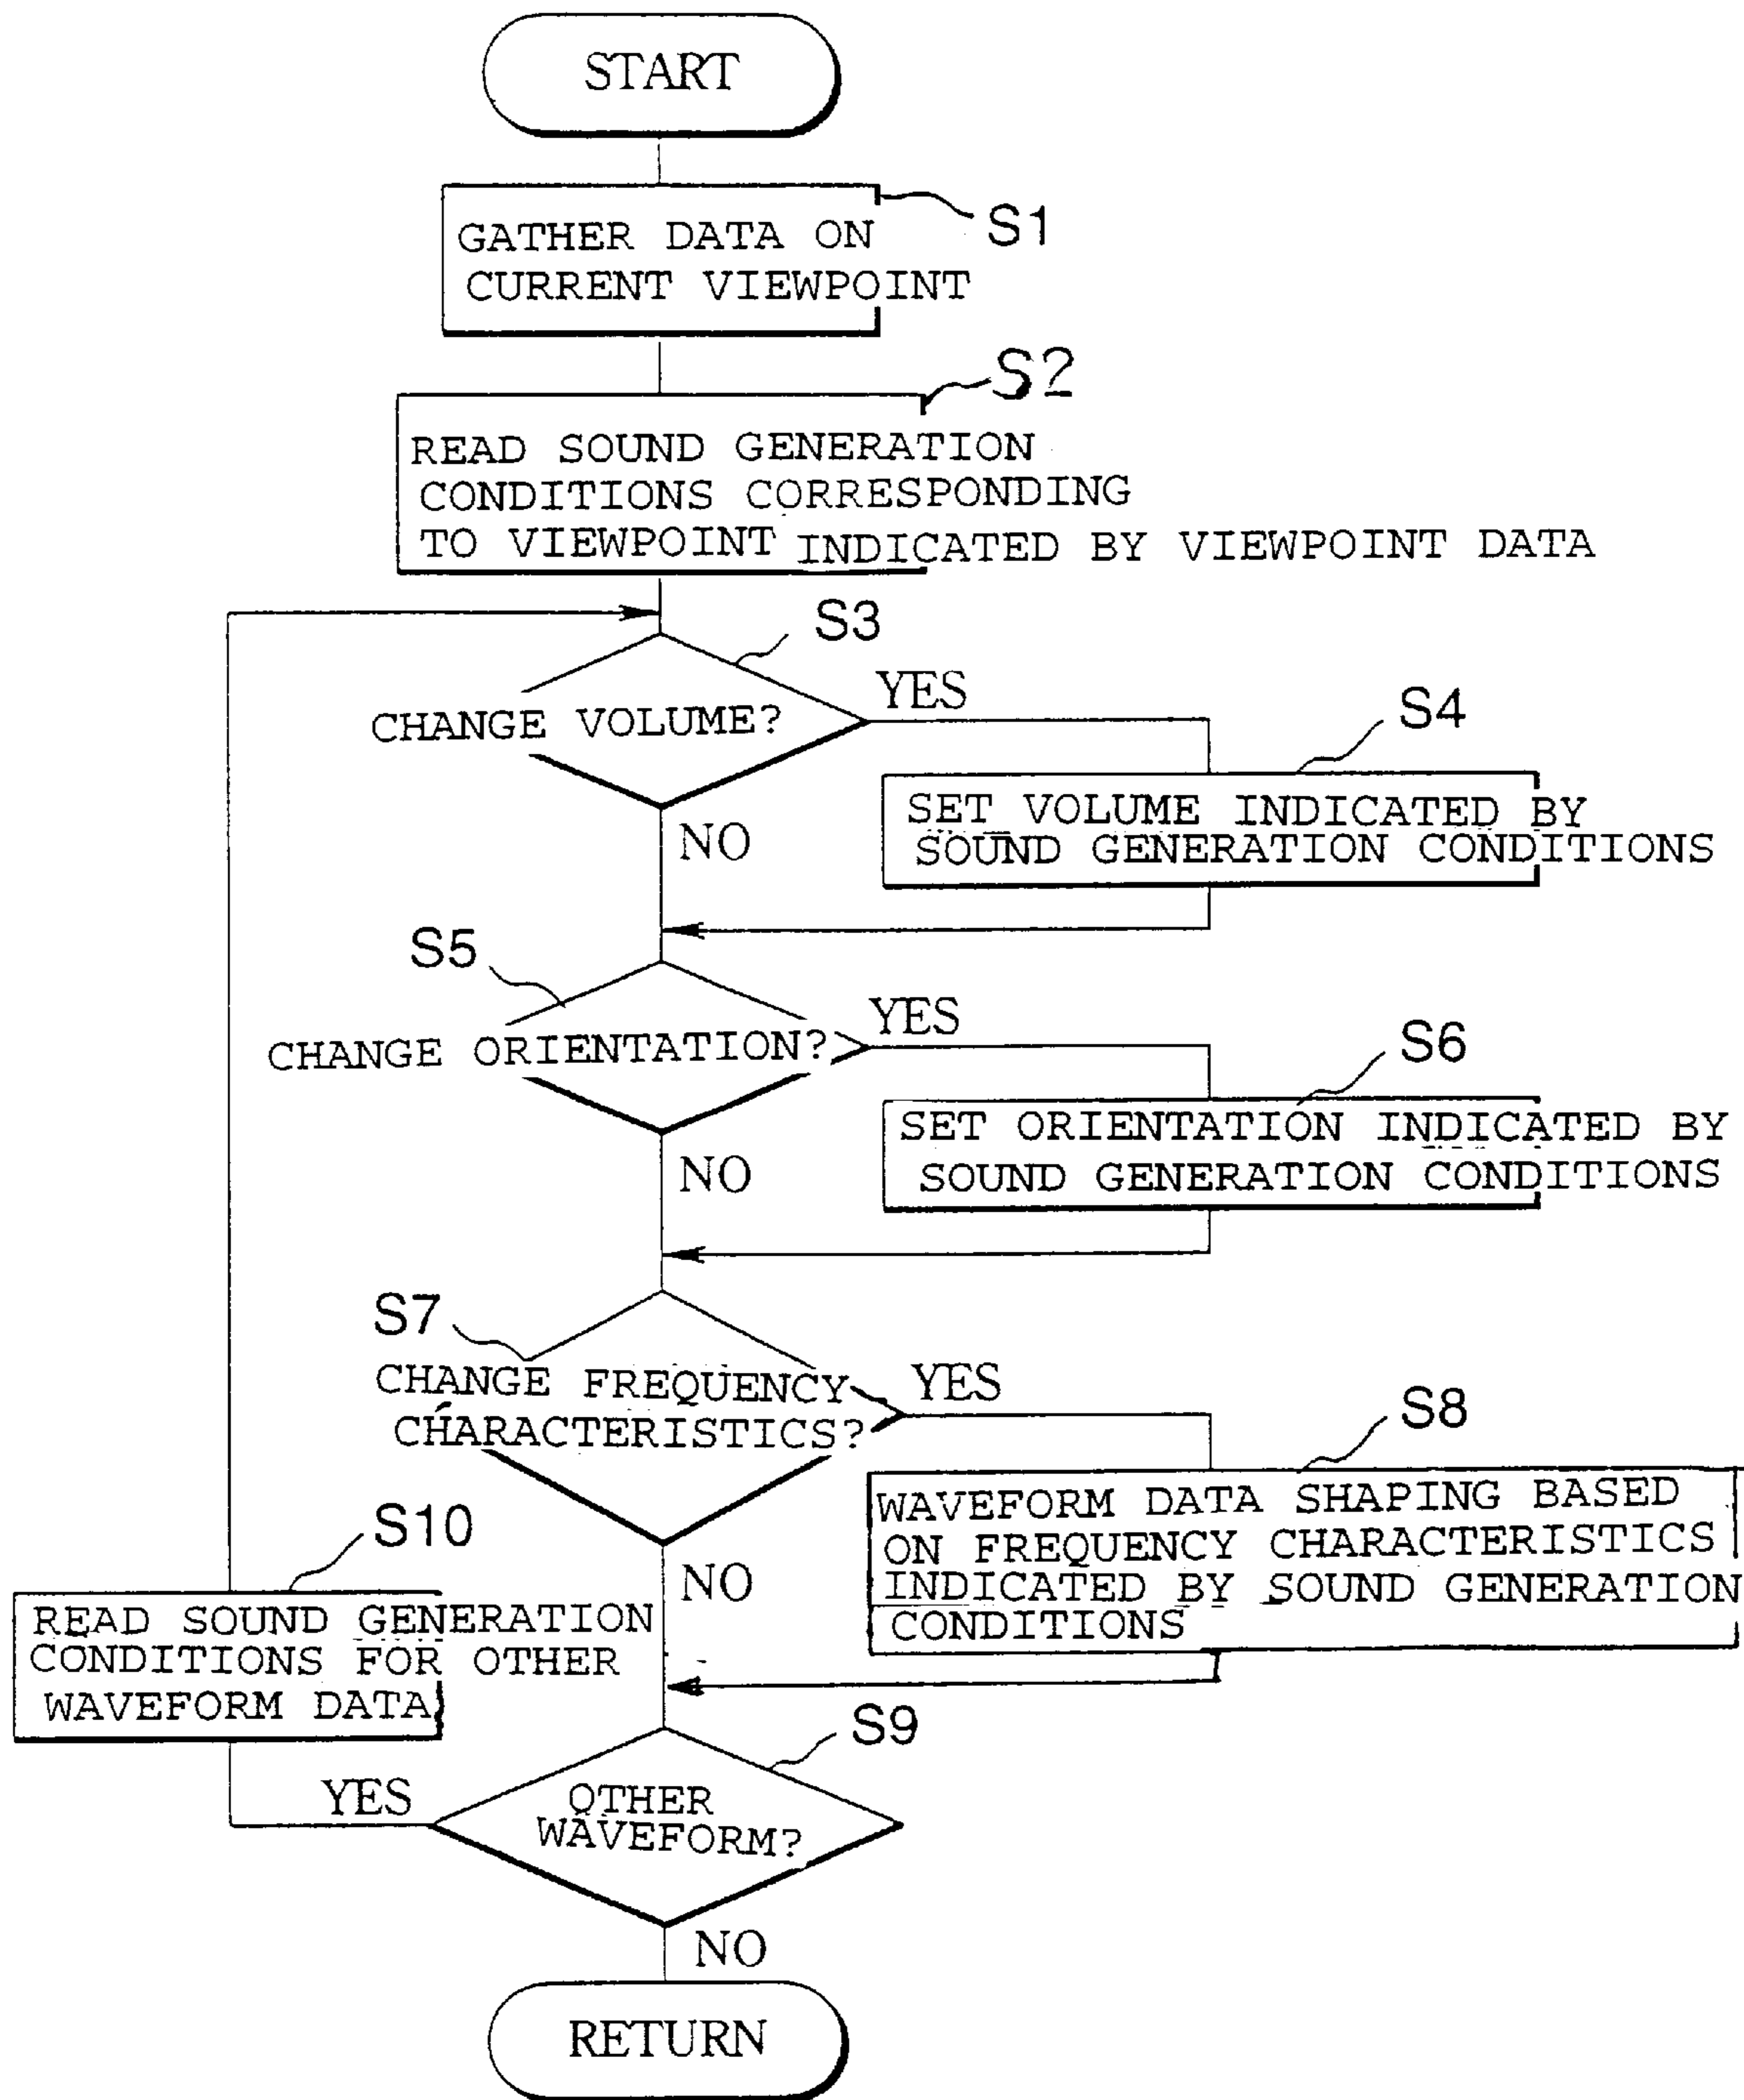 START
S1
GATHER DATA ON
CURRENT VIEWPOINT
S2
READ SOUND GENERATION
CONDITIONS CORRESPONDING
TO VIEWPOINT INDICATED BY VIEWPOINT DATA
S3
CHANGE VOLUME?
YES
NO
S4
SET VOLUME INDICATED BY
SOUND GENERATION CONDITIONS
S5
CHANGE ORIENTATION?
YES
NO
S6
SET ORIENTATION INDICATED BY
SOUND GENERATION CONDITIONS
S7
CHANGE FREQUENCY
CHARACTERISTICS?
YES
NO
S8
WAVEFORM DATA SHAPING BASED
ON FREQUENCY CHARACTERISTICS
INDICATED BY SOUND GENERATION
CONDITIONS
S10
READ SOUND GENERATION
CONDITIONS FOR OTHER
WAVEFORM DATA
S9
OTHER
WAVEFORM?
YES
NO
RETURN